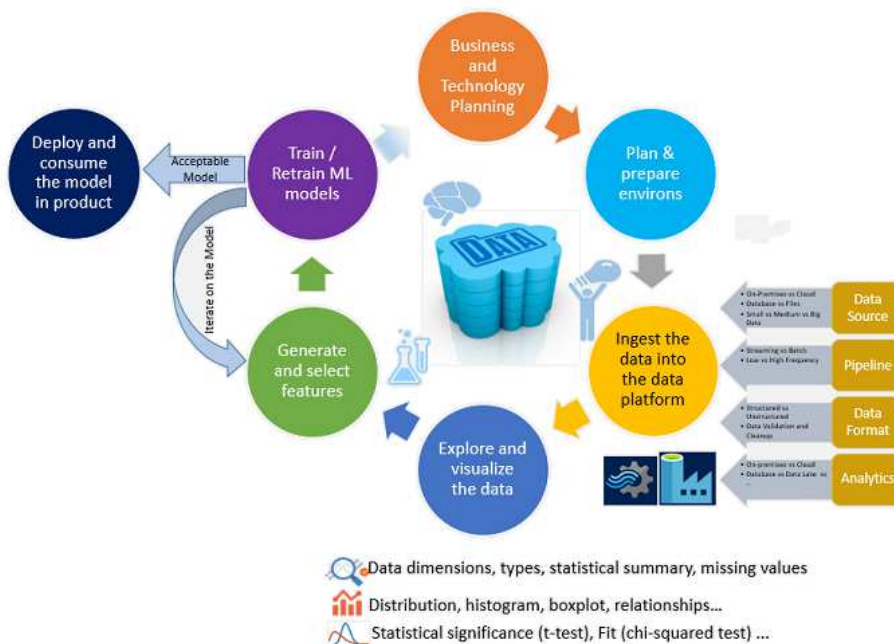 Business
and
Technology
Planning
Plan &
prepare
environs
Ingest the
data into
the data
platform
Explore and
visualize
the data
Generate
and select
features
Train /
Retrain ML
models
Acceptable
Model
Iterate on the Model
Deploy and
consume
the model
in product
DATA
• On-Premises vs Cloud
• Database vs Files
• Small vs Medium vs Big
Data
Data
Source
• Streaming vs Batch
• Low vs High Frequency
Pipeline
• Structured vs
Unstructured
• Data Validation and
Cleanup
Data
Format
• On-premises vs Cloud
• Database vs Data Lake vs
...
Analytics
Data dimensions, types, statistical summary, missing values
Distribution, histogram, boxplot, relationships...
Statistical significance (t-test), Fit (chi-squared test) ...